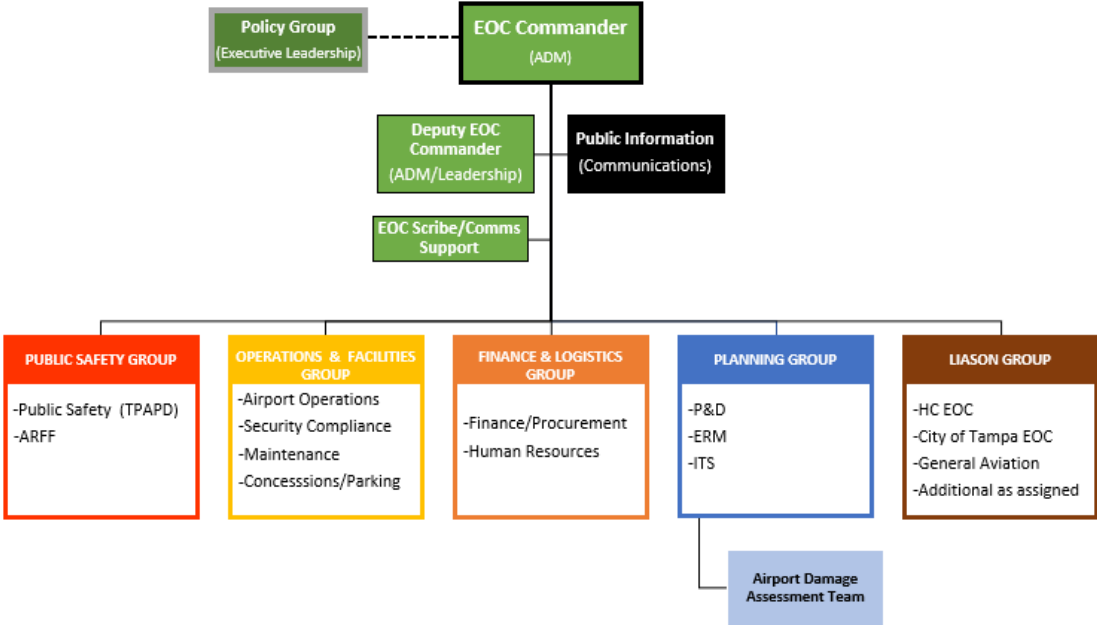 Policy Group
(Executive Leadership)
EOC Commander
(ADM)
Deputy EOC
Commander
(ADM/Leadership)
Public Information
(Communications)
EOC Scribe/Comms
Support
PUBLIC SAFETY GROUP
-Public Safety (TPAPD)
-ARFF
OPERATIONS & FACILITIES
GROUP
-Airport Operations
-Security Compliance
-Maintenance
-Concesssions/Parking
FINANCE & LOGISTICS
GROUP
-Finance/Procurement
-Human Resources
PLANNING GROUP
-P&D
-ERM
-ITS
LIASON GROUP
-HC EOC
-City of Tampa EOC
-General Aviation
-Additional as assigned
Airport Damage
Assessment Team